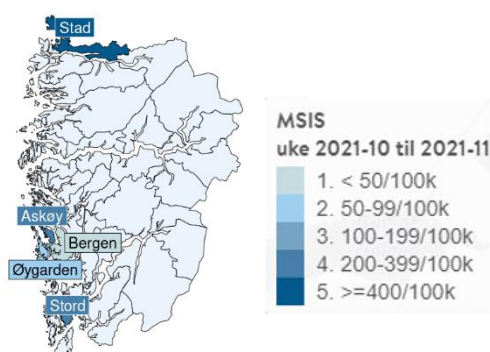 Stad
Askøy
Bergen
Øygarden
Stord
MSIS
uke 2021-10 til 2021-11
1. < 50/100k
2. 50-99/100k
3. 100-199/100k
4. 200-399/100k
5. >=400/100k